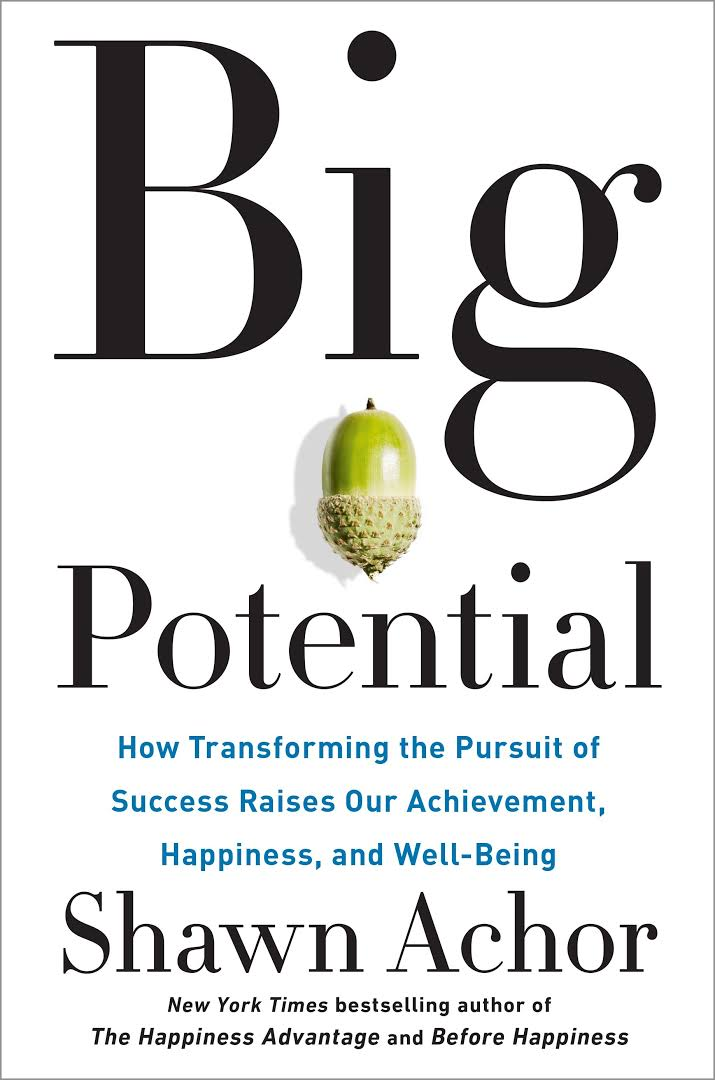 Big
Potential
How Transforming the Pursuit of
Success Raises Our Achievement,
Happiness, and Well-Being
Shawn Achor
New York Times bestselling author of
The Happiness Advantage and Before Happiness